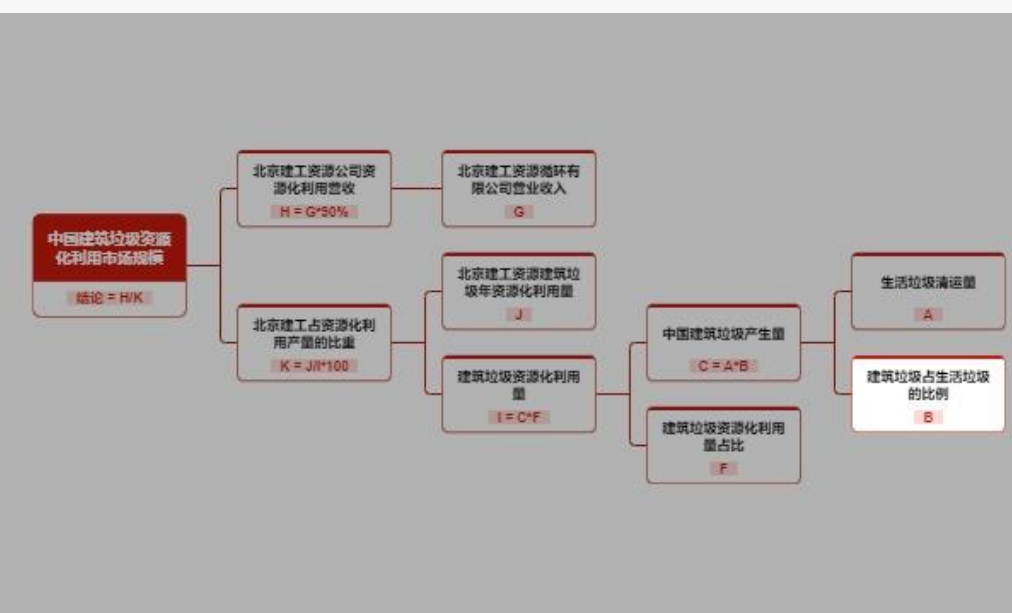 北京建工资源公司资
源化利用营收
H = G*90%
北京建工资源循环有
限公司营业收入
G
中国建筑垃圾资源
化利用市场规模
结论 = H/K
北京建工资源建筑垃
圾年资源化利用量
J
生活垃圾清运量
A
北京建工占资源化利
用产量的比重
K = J/I*100
中国建筑垃圾产生量
C = A*B
建筑垃圾资源化利用
量
I = C*F
建筑垃圾占生活垃圾
的比例
B
建筑垃圾资源化利用
量占比
F